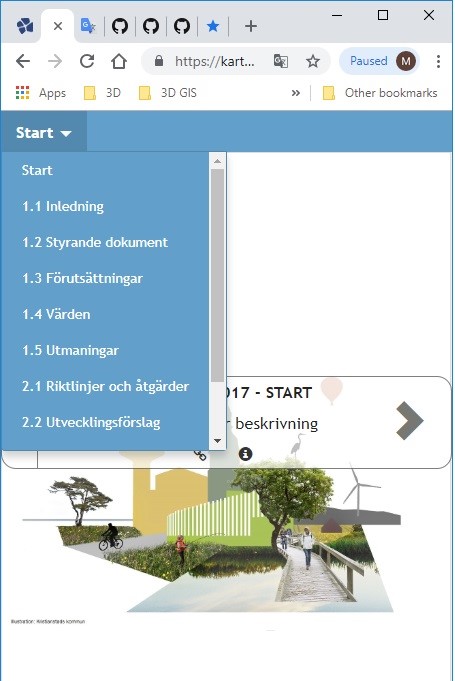 https://kart...
Paused
M
Apps
3D
3D GIS
»
Other bookmarks
Start
Start
1.1 Inledning
1.2 Styrande dokument
1.3 Förutsättningar
1.4 Värden
1.5 Utmaningar
2.1 Riktlinjer och åtgärder
2.2 Utvecklingsförslag
017 - START
r beskrivning
Illustration: Kristianstads kommun